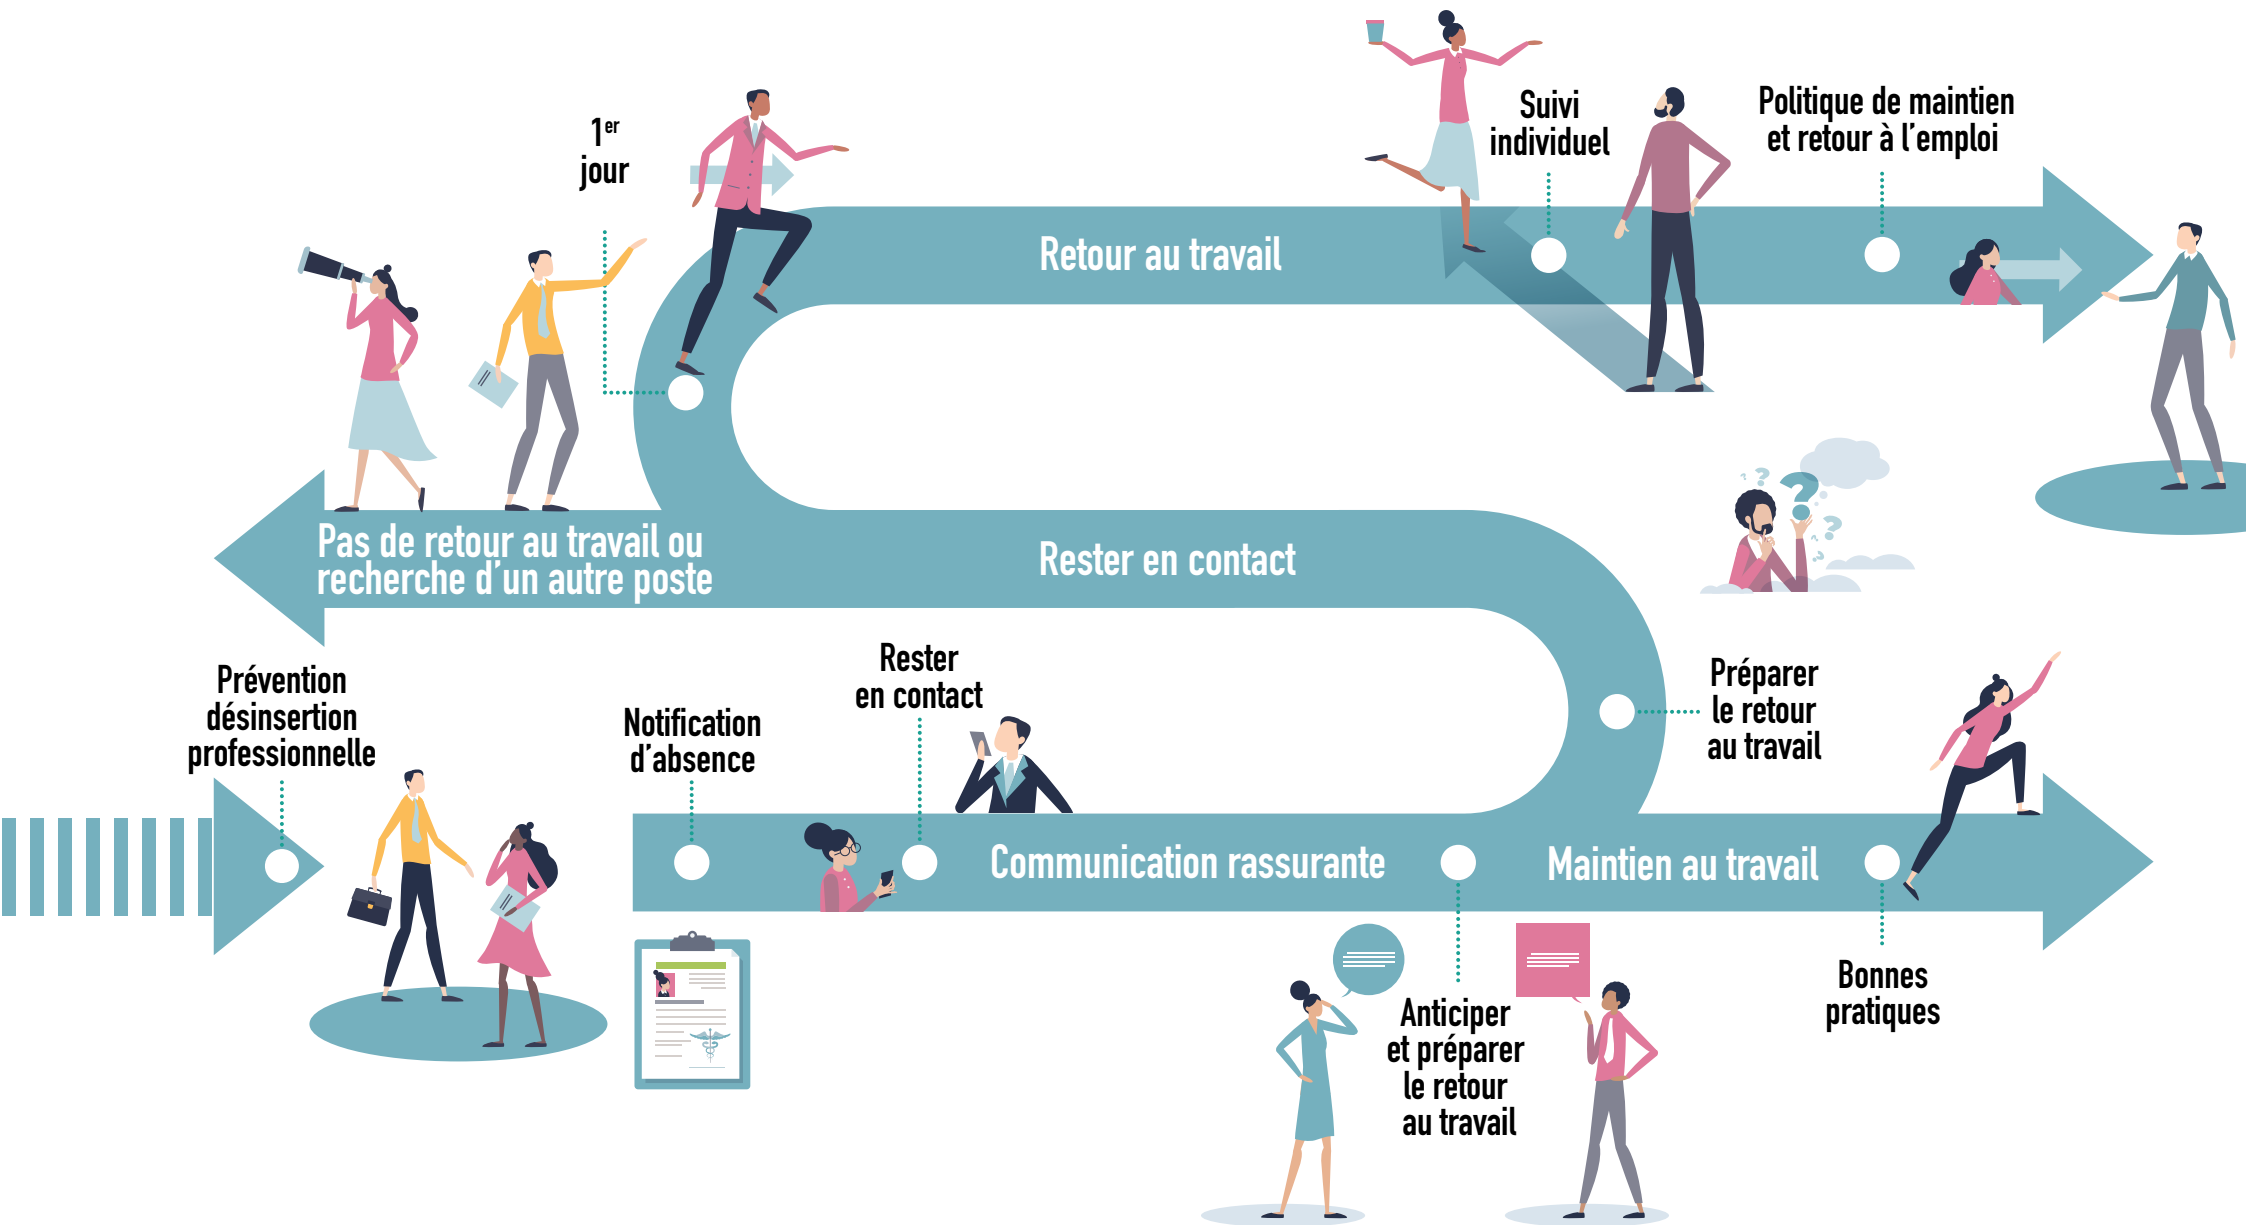 1er
jour
Suivi
individuel
Politique de maintien
et retour à l’emploi
Retour au travail
Pas de retour au travail ou
recherche d’un autre poste
Rester en contact
Prévention
désinsertion
professionnelle
Notification
d’absence
Rester
en contact
Préparer
le retour
au travail
Communication rassurante
Maintien au travail
Anticiper
et préparer
le retour
au travail
Bonnes
pratiques
? ? ? ? ? ?